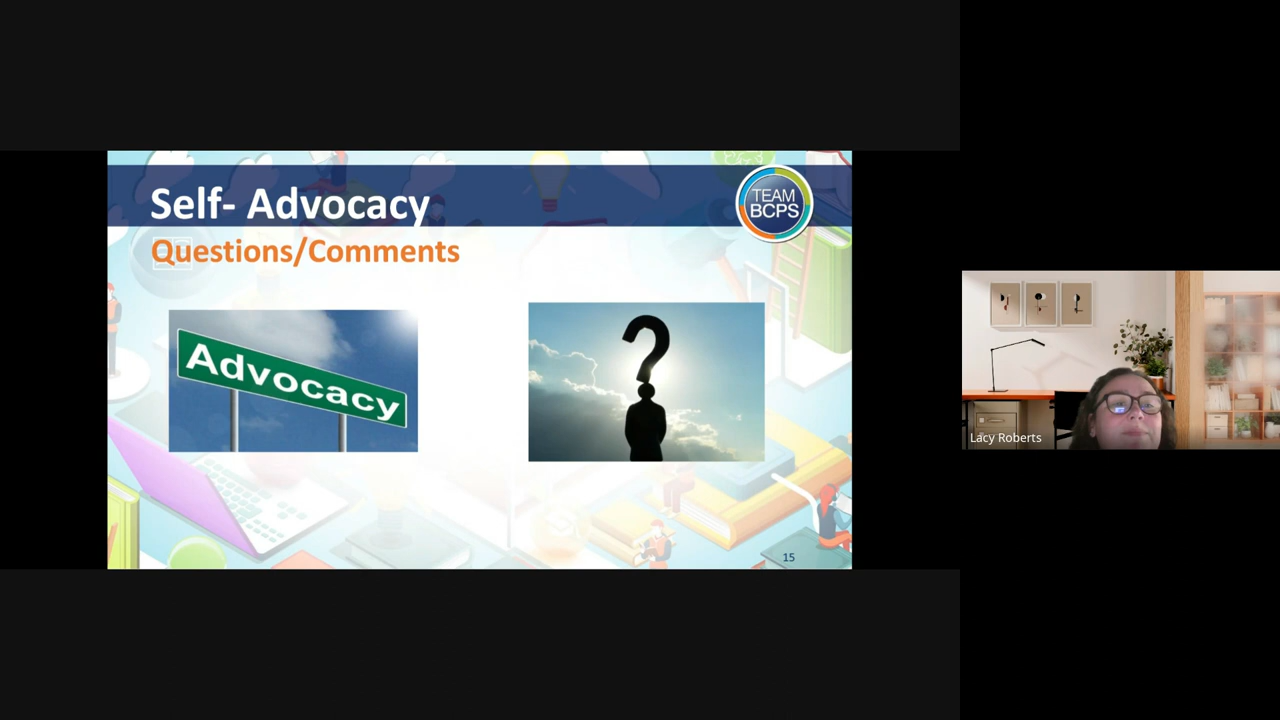 Self- Advocacy
TEAM
BCPS
Questions/Comments
Advocacy
?
15
Lacy Roberts